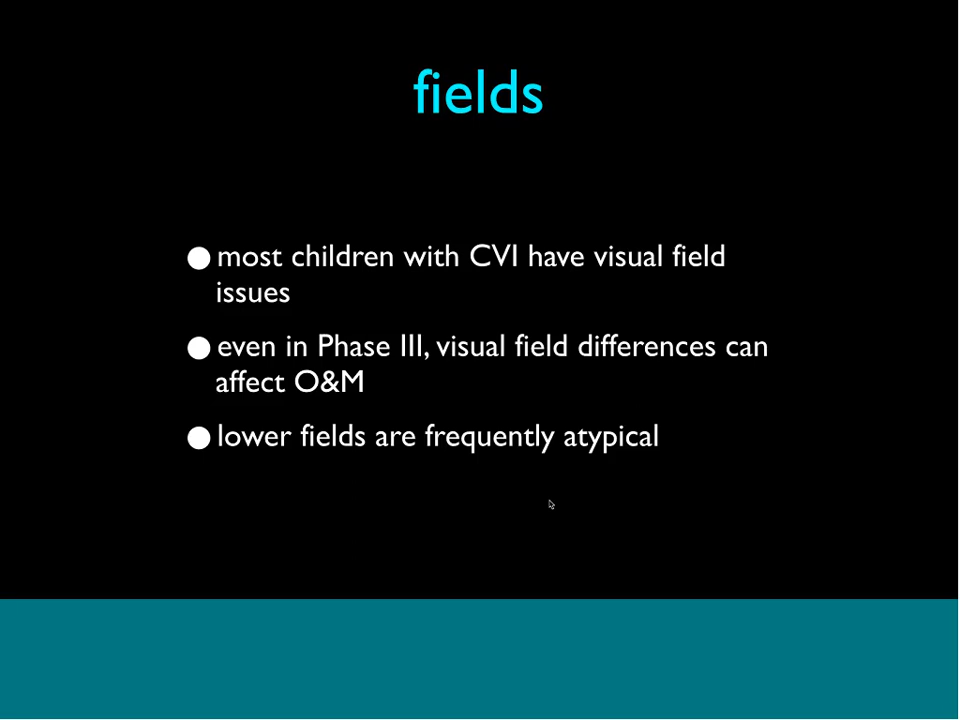 fields
●most children with CVI have visual field
issues
●even in Phase III, visual field differences can
affect O&M
●lower fields are frequently atypical